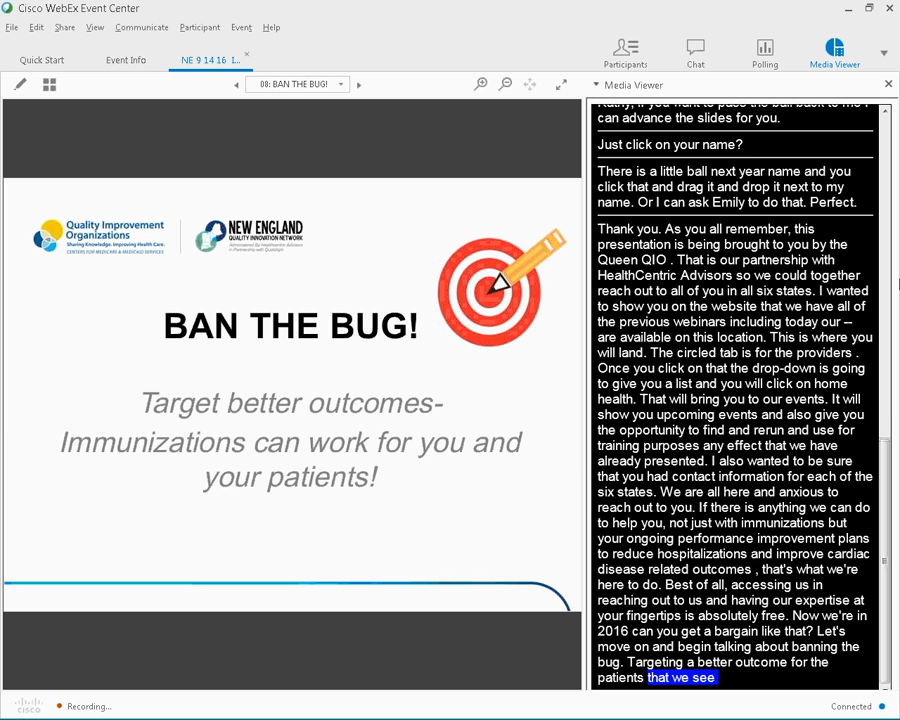 Cisco WebEx Event Center
File Edit Share View Communicate Participant Event Help
Quick Start Event Info NE 9 14 16 I...
Participants Chat Polling Media Viewer
08: BAN THE BUG!
Media Viewer
Quality Improvement
Organizations
Sharing Knowledge. Improving Health Care.
CENTERS FOR MEDICARE & MEDICAID SERVICES
NEW ENGLAND
QUALITY INNOVATION NETWORK
BAN THE BUG!
Target better outcomes-
Immunizations can work for you and
your patients!
Kathy, if you want to pass the ball back to me I
can advance the slides for you.
Just click on your name?
There is a little ball next year name and you
click that and drag it and drop it next to my
name. Or I can ask Emily to do that. Perfect.
Thank you. As you all remember, this
presentation is being brought to you by the
Queen QIO . That is our partnership with
HealthCentric Advisors so we could together
reach out to all of you in all six states. I wanted
to show you on the website that we have all of
the previous webinars including today our --
are available on this location. This is where you
will land. The circled tab is for the providers .
Once you click on that the drop-down is going
to give you a list and you will click on home
health. That will bring you to our events. It will
show you upcoming events and also give you
the opportunity to find and rerun and use for
training purposes any effect that we have
already presented. I also wanted to be sure
that you had contact information for each of the
six states. We are all here and anxious to
reach out to you. If there is anything we can do
to help you, not just with immunizations but
your ongoing performance improvement plans
to reduce hospitalizations and improve cardiac
disease related outcomes , that's what we're
here to do. Best of all, accessing us in
reaching out to us and having our expertise at
your fingertips is absolutely free. Now we're in
2016 can you get a bargain like that? Let's
move on and begin talking about banning the
bug. Targeting a better outcome for the
patients that we see
cisco
Recording...
Connected